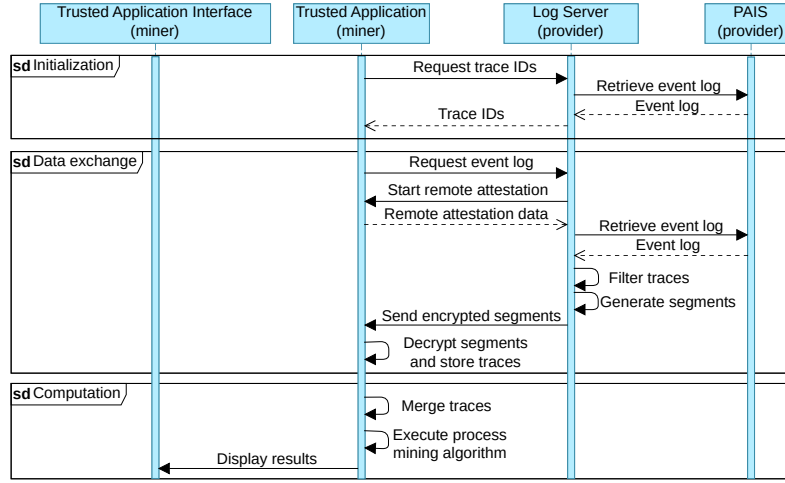 Trusted Application Interface
(miner)
Trusted Application
(miner)
Log Server
(provider)
PAIS
(provider)
sd Initialization
Request trace IDs
Retrieve event log
Event log
Trace IDs
sd Data exchange
Request event log
Start remote attestation
Remote attestation data
Retrieve event log
Event log
Filter traces
Generate segments
Send encrypted segments
Decrypt segments
and store traces
sd Computation
Merge traces
Execute process
mining algorithm
Display results